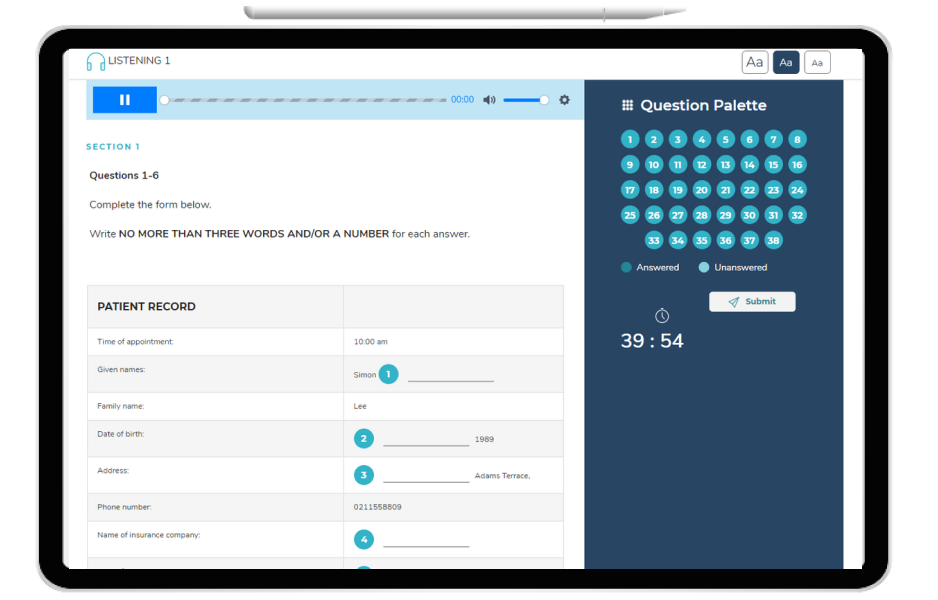 LISTENING 1
Aa Aa Aa
00:00
SECTION 1
Questions 1-6
Complete the form below.
Write NO MORE THAN THREE WORDS AND/OR A NUMBER for each answer.
PATIENT RECORD
Time of appointment: 10:00 am
Given names: Simon 1 ____________
Family name: Lee
Date of birth: 2 ____________ 1989
Address: 3 ____________ Adams Terrace,
Phone number: 0211558809
Name of insurance company: 4 ____________
Question Palette
1 2 3 4 5 6 7 8
9 10 11 12 13 14 15 16
17 18 19 20 21 22 23 24
25 26 27 28 29 30 31 32
33 34 35 36 37 38
Answered Unanswered
Submit
39 : 54